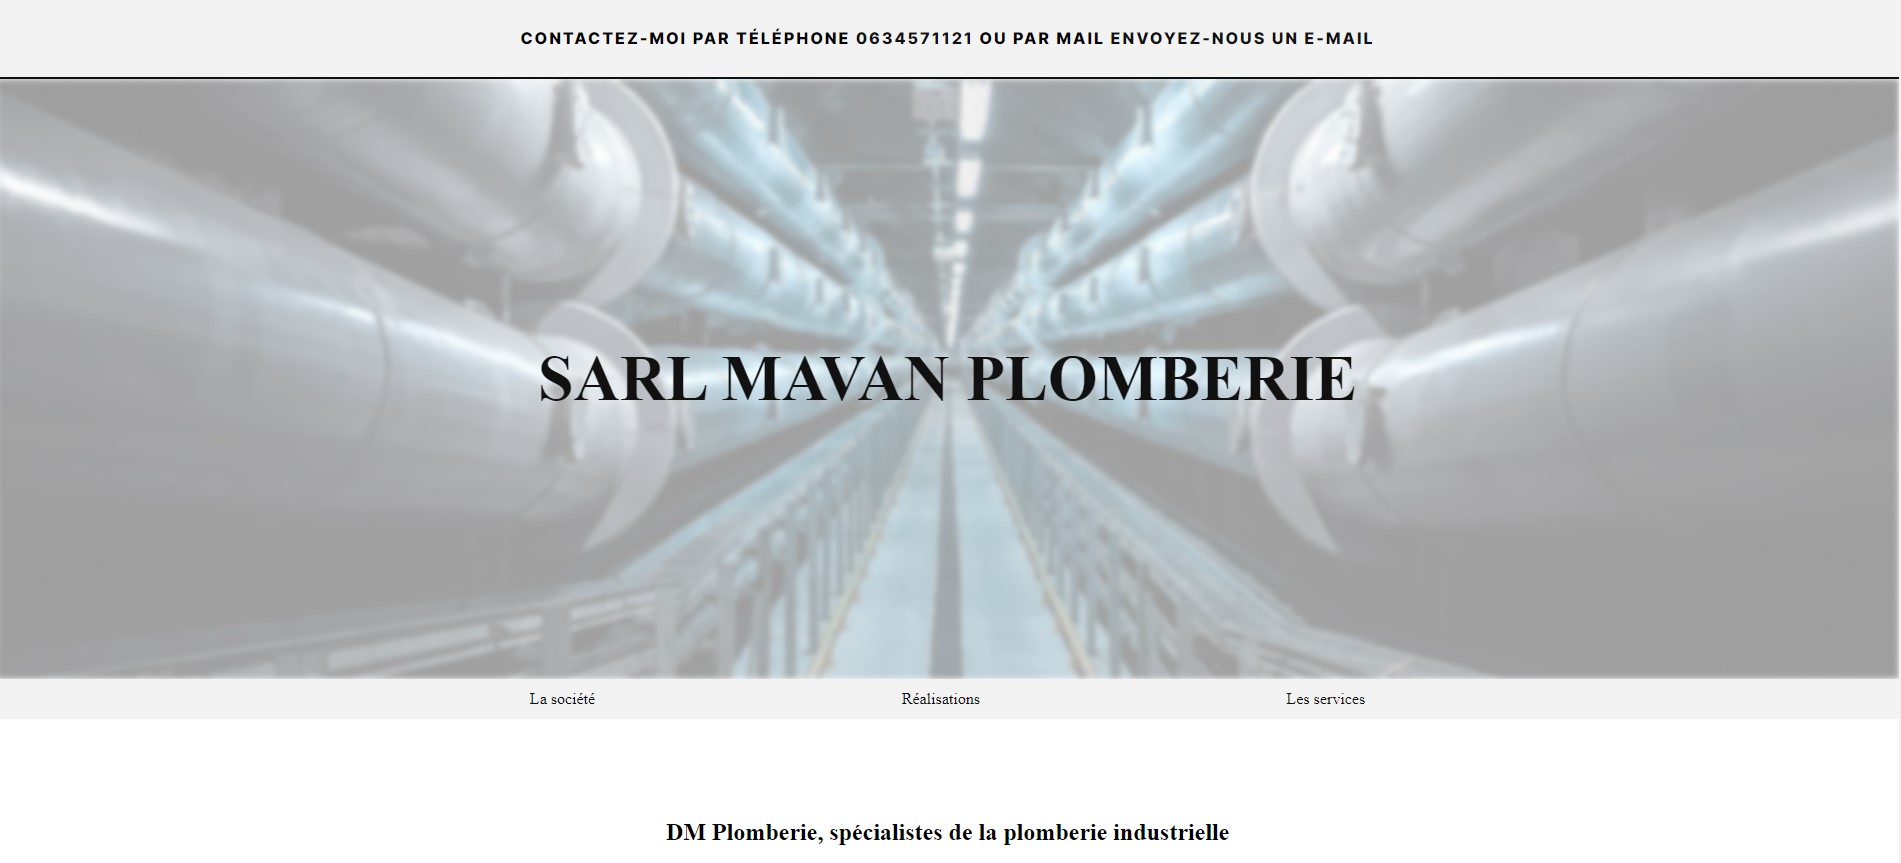 CONTACTEZ-MOI PAR TÉLÉPHONE 0634571121 OU PAR MAIL ENVOYEZ-NOUS UN E-MAIL
SARL MAVAN PLOMBERIE
La société Réalisations Les services
DM Plomberie, spécialistes de la plomberie industrielle